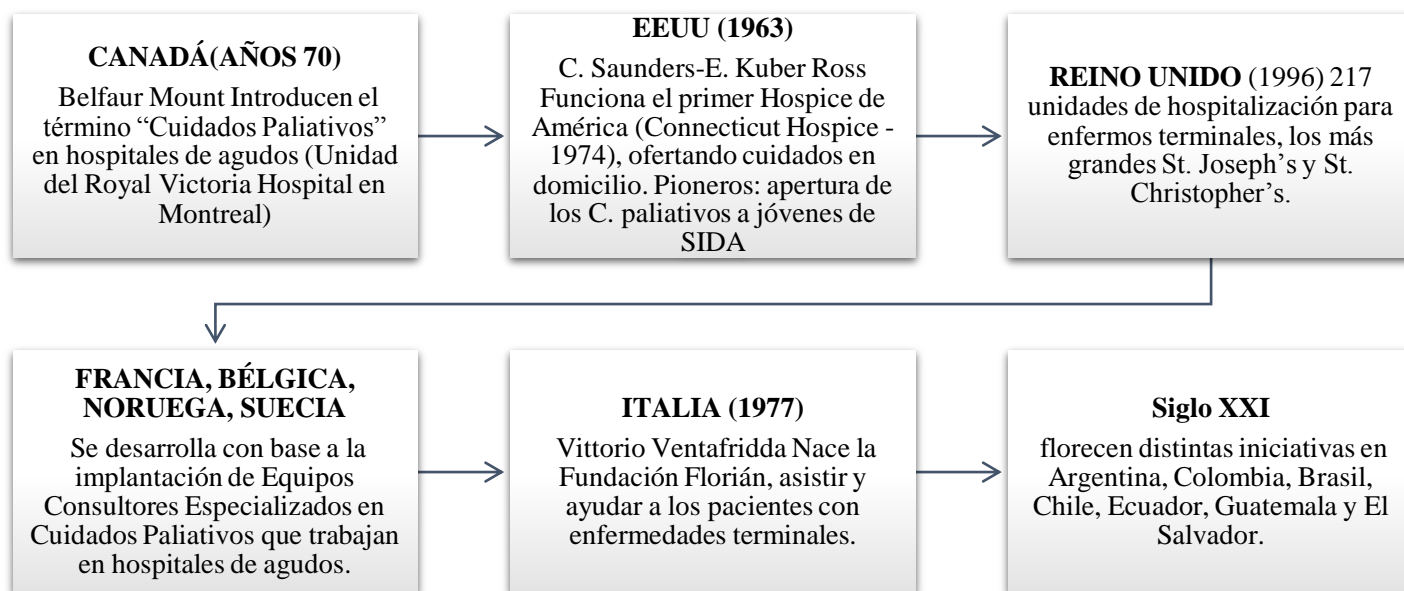 CANADÁ(AÑOS 70)
Belfaur Mount Introducen el
término “Cuidados Paliativos”
en hospitales de agudos (Unidad
del Royal Victoria Hospital en
Montreal)
EEUU (1963)
C. Saunders-E. Kuber Ross
Funciona el primer Hospice de
América (Connecticut Hospice -
1974), ofertando cuidados en
domicilio. Pioneros: apertura de
los C. paliativos a jóvenes de
SIDA
REINO UNIDO (1996) 217
unidades de hospitalización para
enfermos terminales, los más
grandes St. Joseph’s y St.
Christopher’s.
FRANCIA, BÉLGICA,
NORUEGA, SUECIA
Se desarrolla con base a la
implantación de Equipos
Consultores Especializados en
Cuidados Paliativos que trabajan
en hospitales de agudos.
ITALIA (1977)
Vittorio Ventafridda Nace la
Fundación Florián, asistir y
ayudar a los pacientes con
enfermedades terminales.
Siglo XXI
florecen distintas iniciativas en
Argentina, Colombia, Brasil,
Chile, Ecuador, Guatemala y El
Salvador.